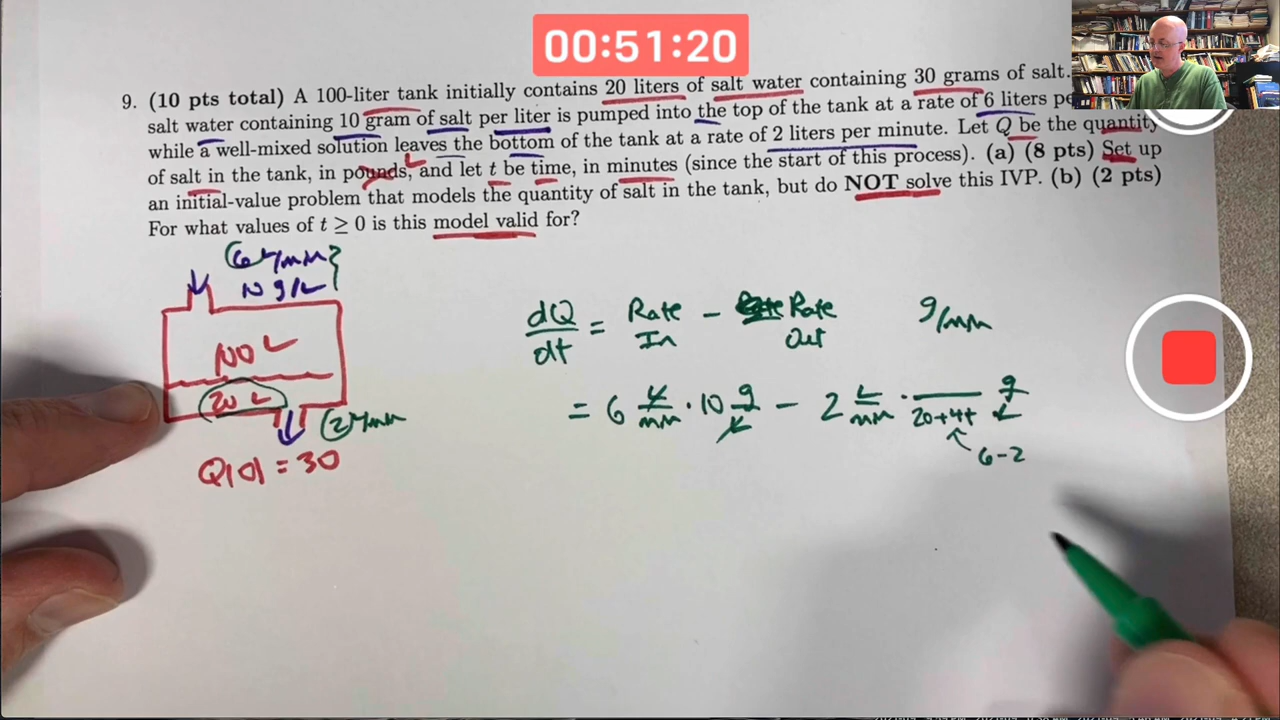 00:51:20
9. (10 pts total) A 100-liter tank initially contains 20 liters of salt water containing 30 grams of salt.
salt water containing 10 gram of salt per liter is pumped into the top of the tank at a rate of 6 liters pe
while a well-mixed solution leaves the bottom of the tank at a rate of 2 liters per minute. Let Q be the quantity
of salt in the tank, in pounds, and let t be time, in minutes (since the start of this process). (a) (8 pts) Set up
an initial-value problem that models the quantity of salt in the tank, but do NOT solve this IVP. (b) (2 pts)
For what values of t ≥ 0 is this model valid for?
6 L/min
10 g/L
100 L
20 L
2 L/min
Q(0) = 30
dQ/dt = Rate In - Rate Out g/min
= 6 L/min · 10 g/L - 2 L/min · —/(20+4t) g/L
6-2